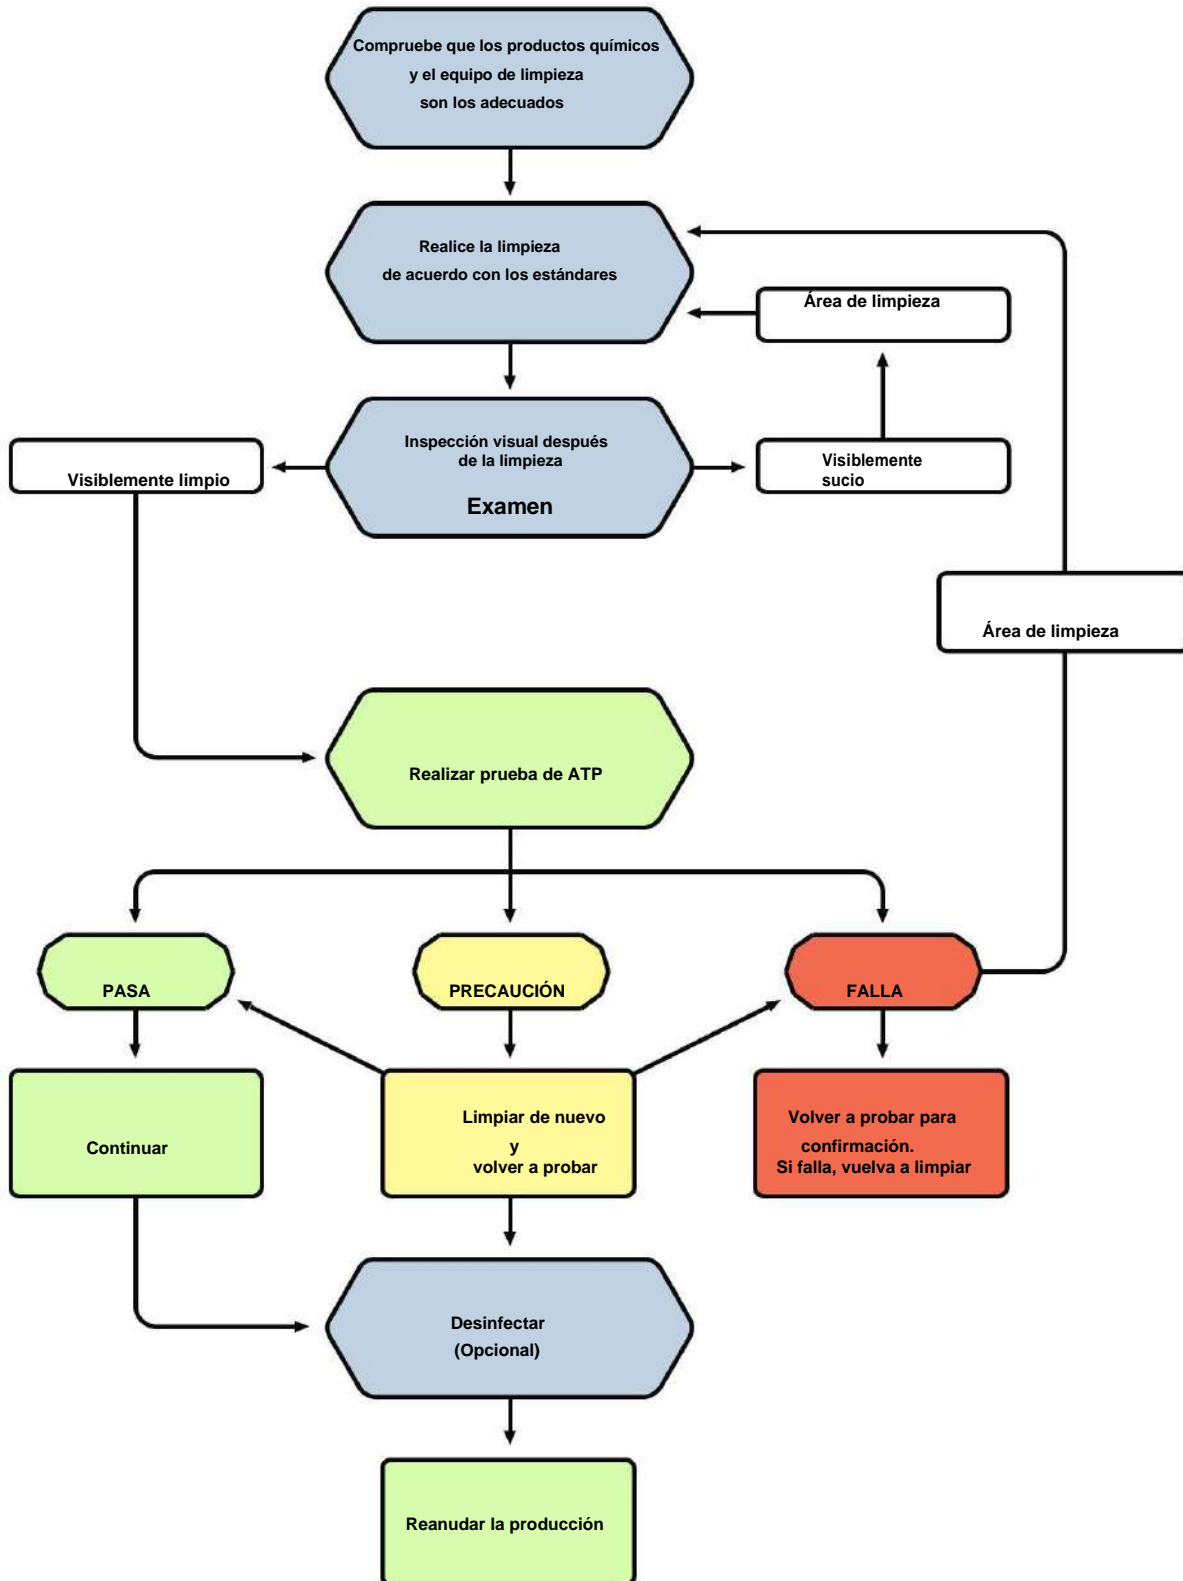 Compruebe que los productos químicos
y el equipo de limpieza
son los adecuados
Realice la limpieza
de acuerdo con los estándares
Área de limpieza
Inspección visual después
de la limpieza
Examen
Visiblemente limpio
Visiblemente
sucio
Área de limpieza
Realizar prueba de ATP
PASA
PRECAUCIÓN
FALLA
Continuar
Limpiar de nuevo
y
volver a probar
Volver a probar para
confirmación.
Si falla, vuelva a limpiar
Desinfectar
(Opcional)
Reanudar la producción